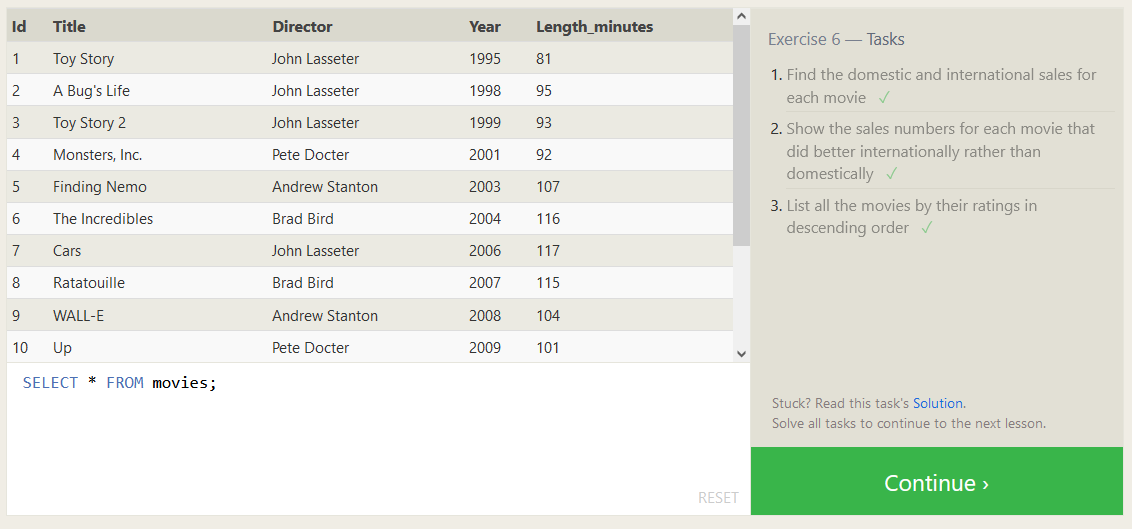 Id Title Director Year Length_minutes
1 Toy Story John Lasseter 1995 81
2 A Bug's Life John Lasseter 1998 95
3 Toy Story 2 John Lasseter 1999 93
4 Monsters, Inc. Pete Docter 2001 92
5 Finding Nemo Andrew Stanton 2003 107
6 The Incredibles Brad Bird 2004 116
7 Cars John Lasseter 2006 117
8 Ratatouille Brad Bird 2007 115
9 WALL-E Andrew Stanton 2008 104
10 Up Pete Docter 2009 101
SELECT * FROM movies;
RESET
Exercise 6 — Tasks
1. Find the domestic and international sales for
each movie ✓
2. Show the sales numbers for each movie that
did better internationally rather than
domestically ✓
3. List all the movies by their ratings in
descending order ✓
Stuck? Read this task's Solution.
Solve all tasks to continue to the next lesson.
Continue ›